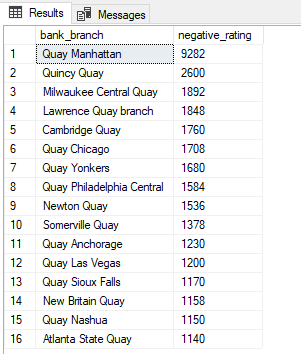 Results Messages
bank_branch negative_rating
1 Quay Manhattan 9282
2 Quincy Quay 2600
3 Milwaukee Central Quay 1892
4 Lawrence Quay branch 1848
5 Cambridge Quay 1760
6 Quay Chicago 1708
7 Quay Yonkers 1680
8 Quay Philadelphia Central 1584
9 Newton Quay 1536
10 Somerville Quay 1378
11 Quay Anchorage 1230
12 Quay Las Vegas 1200
13 Quay Sioux Falls 1170
14 New Britain Quay 1158
15 Quay Nashua 1150
16 Atlanta State Quay 1140